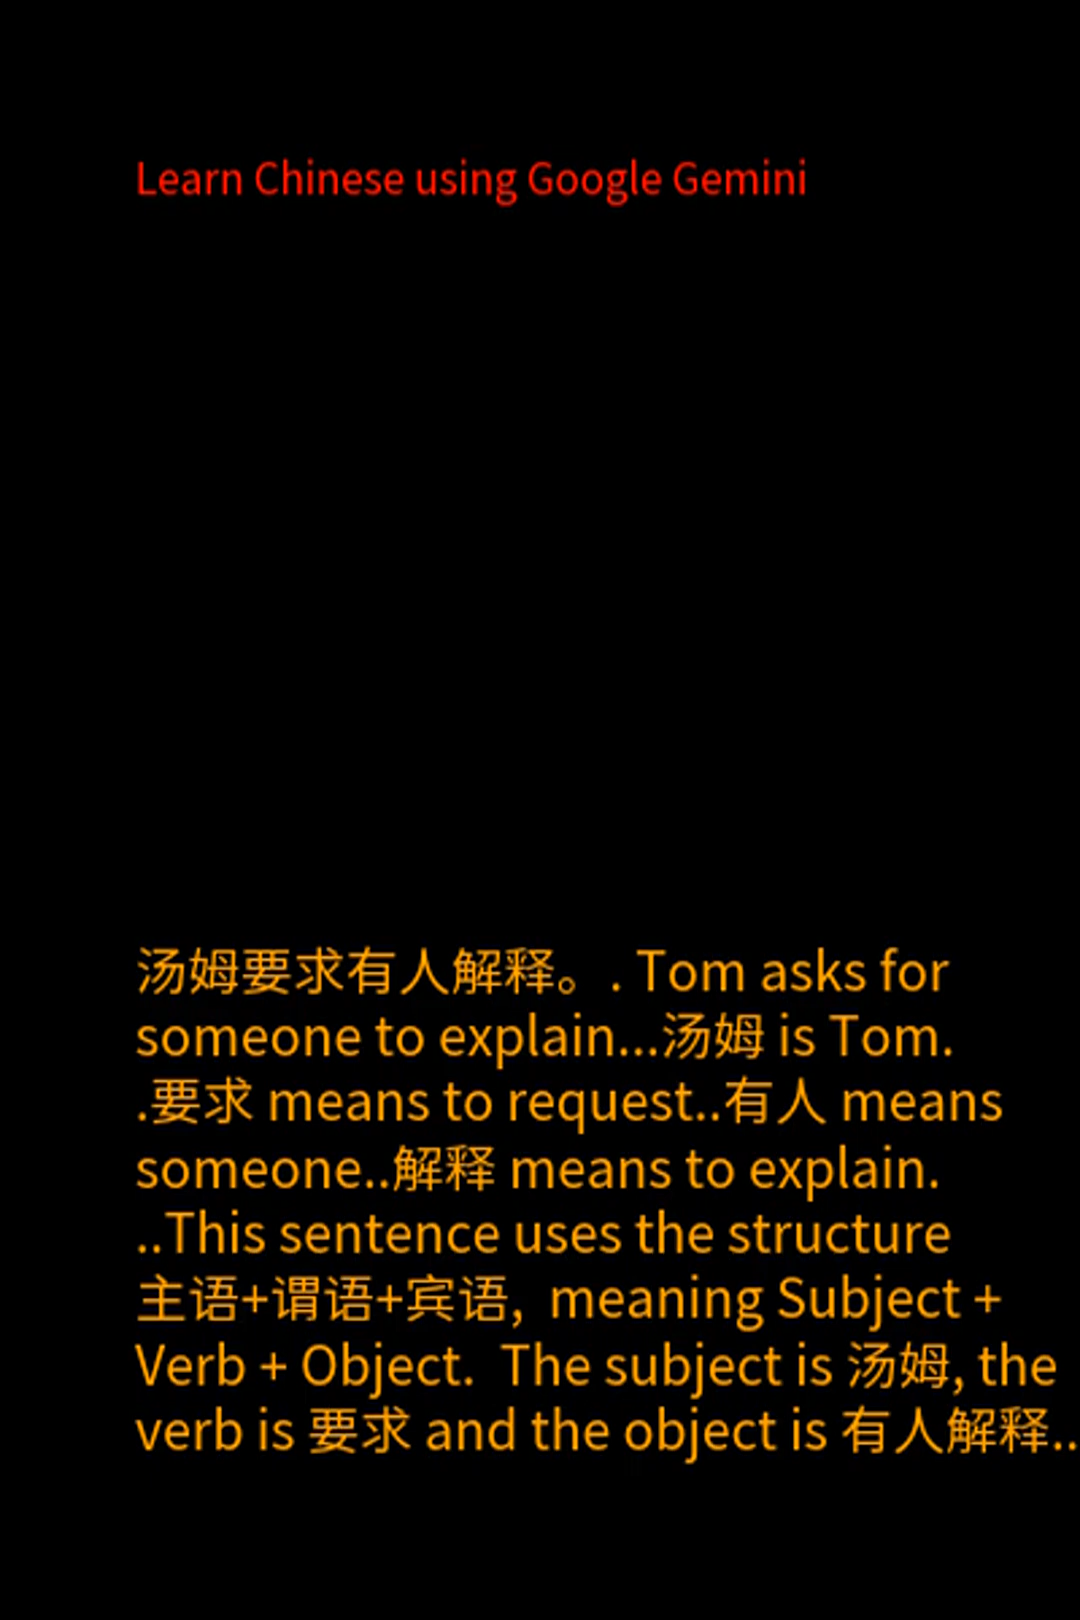 Learn Chinese using Google Gemini
汤姆要求有人解释。. Tom asks for
someone to explain...汤姆 is Tom.
.要求 means to request..有人 means
someone..解释 means to explain.
..This sentence uses the structure
主语+谓语+宾语,  meaning Subject +
Verb + Object.  The subject is 汤姆, the
verb is 要求 and the object is 有人解释..